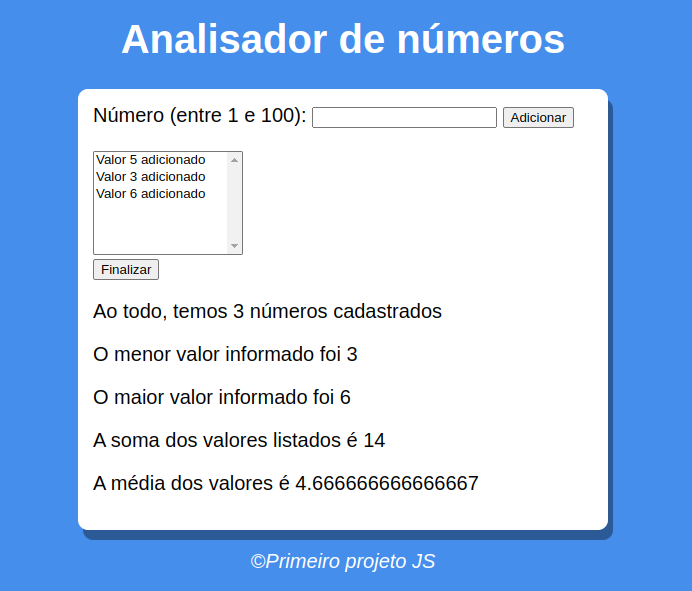 Analisador de números
Número (entre 1 e 100): Adicionar
Valor 5 adicionado
Valor 3 adicionado
Valor 6 adicionado
Finalizar
Ao todo, temos 3 números cadastrados
O menor valor informado foi 3
O maior valor informado foi 6
A soma dos valores listados é 14
A média dos valores é 4.666666666666667
©Primeiro projeto JS